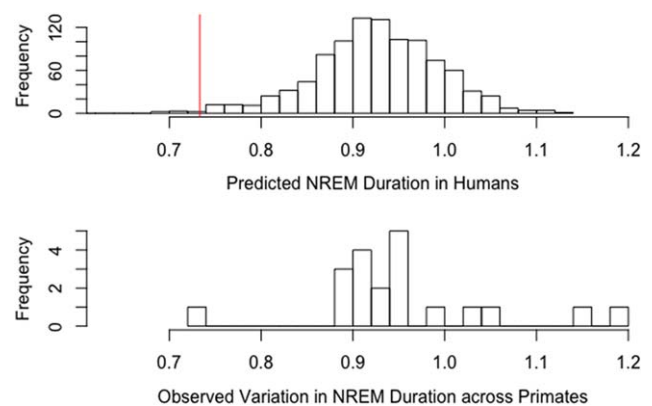 Frequency
0 60 120
0.7 0.8 0.9 1.0 1.1 1.2
Predicted NREM Duration in Humans
Frequency
0 2 4
0.7 0.8 0.9 1.0 1.1 1.2
Observed Variation in NREM Duration across Primates